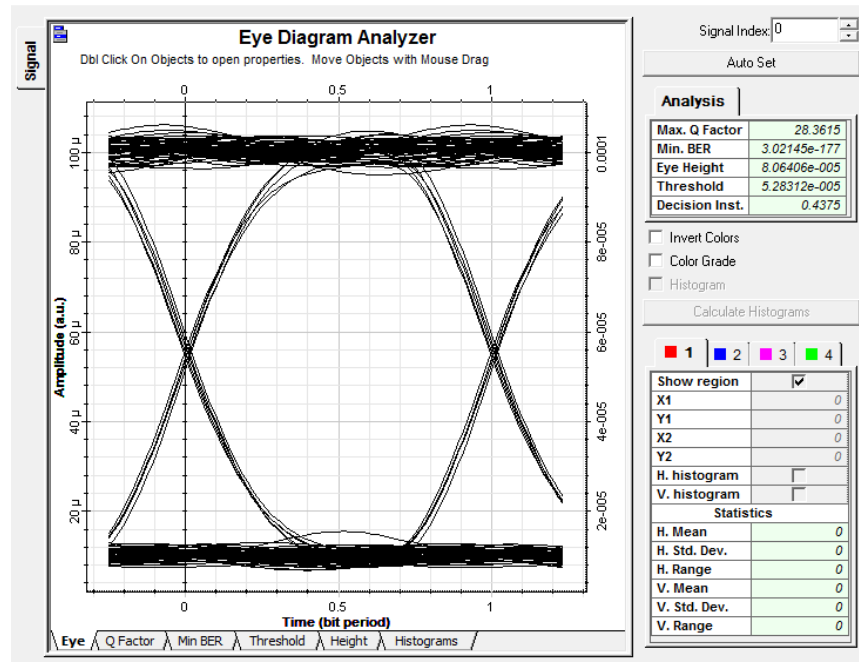 Signal
Eye Diagram Analyzer
Dbl Click On Objects to open properties. Move Objects with Mouse Drag
0 0.5 1
Amplitude (a.u.)
100 µ
80 µ
60 µ
40 µ
20 µ
0.0001
8e-005
6e-005
4e-005
2e-005
0 0.5 1
Time (bit period)
Eye Q Factor Min BER Threshold Height Histograms
Signal Index: 0
Auto Set
Analysis
Max. Q Factor 28.3615
Min. BER 3.02145e-177
Eye Height 8.06406e-005
Threshold 5.28312e-005
Decision Inst. 0.4375
Invert Colors
Color Grade
Histogram
Calculate Histograms
1 2 3 4
Show region
X1 0
Y1 0
X2 0
Y2 0
H. histogram
V. histogram
Statistics
H. Mean 0
H. Std. Dev. 0
H. Range 0
V. Mean 0
V. Std. Dev. 0
V. Range 0